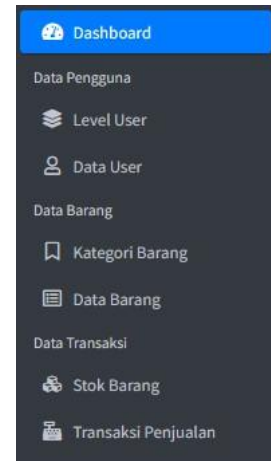 Dashboard
Data Pengguna
Level User
Data User
Data Barang
Kategori Barang
Data Barang
Data Transaksi
Stok Barang
Transaksi Penjualan